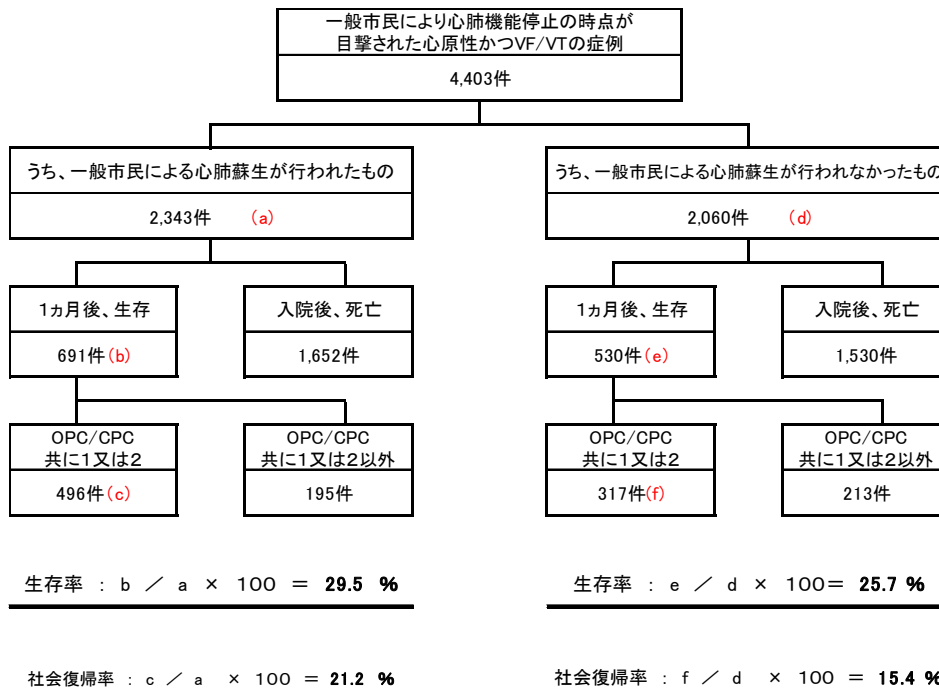 一般市民により心肺機能停止の時点が
目撃された心原性かつVF/VTの症例
4,403件
うち、一般市民による心肺蘇生が行われたもの
2,343件 (a)
うち、一般市民による心肺蘇生が行われなかったもの
2,060件 (d)
1ヵ月後、生存
691件(b)
入院後、死亡
1,652件
1ヵ月後、生存
530件(e)
入院後、死亡
1,530件
OPC/CPC
共に1又は2
496件(c)
OPC/CPC
共に1又は2以外
195件
OPC/CPC
共に1又は2
317件(f)
OPC/CPC
共に1又は2以外
213件
生存率 : b / a × 100 = 29.5 %
生存率 : e / d × 100= 25.7 %
社会復帰率 : c / a × 100 = 21.2 %
社会復帰率 : f / d × 100 = 15.4 %